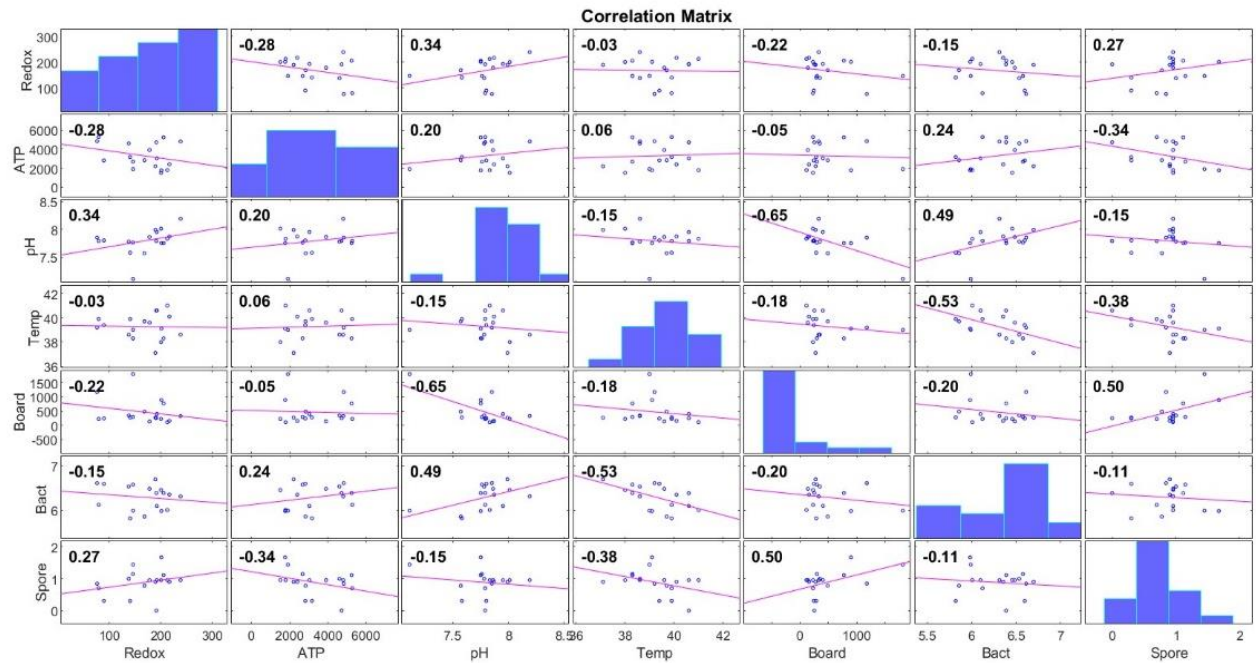 Correlation Matrix
Redox 300 200 100 -0.28 0.34 -0.03 -0.22 -0.15 0.27
ATP 6000 4000 2000 0 -0.28 0.20 0.06 -0.05 0.24 -0.34
pH 8.5 8 7.5 0.34 0.20 -0.15 -0.65 0.49 -0.15
Temp 42 40 38 36 -0.03 0.06 -0.15 -0.18 -0.53 -0.38
Board 1500 1000 500 0 -500 -0.22 -0.05 -0.65 -0.18 -0.20 0.50
Bact 7 6 -0.15 0.24 0.49 -0.53 -0.20 -0.11
Spore 2 1 0 0.27 -0.34 -0.15 -0.38 0.50 -0.11
100 200 300 0 2000 4000 6000 7.5 8 8.5 36 38 40 42 0 1000 5.5 6 6.5 7 0 1 2
Redox ATP pH Temp Board Bact Spore